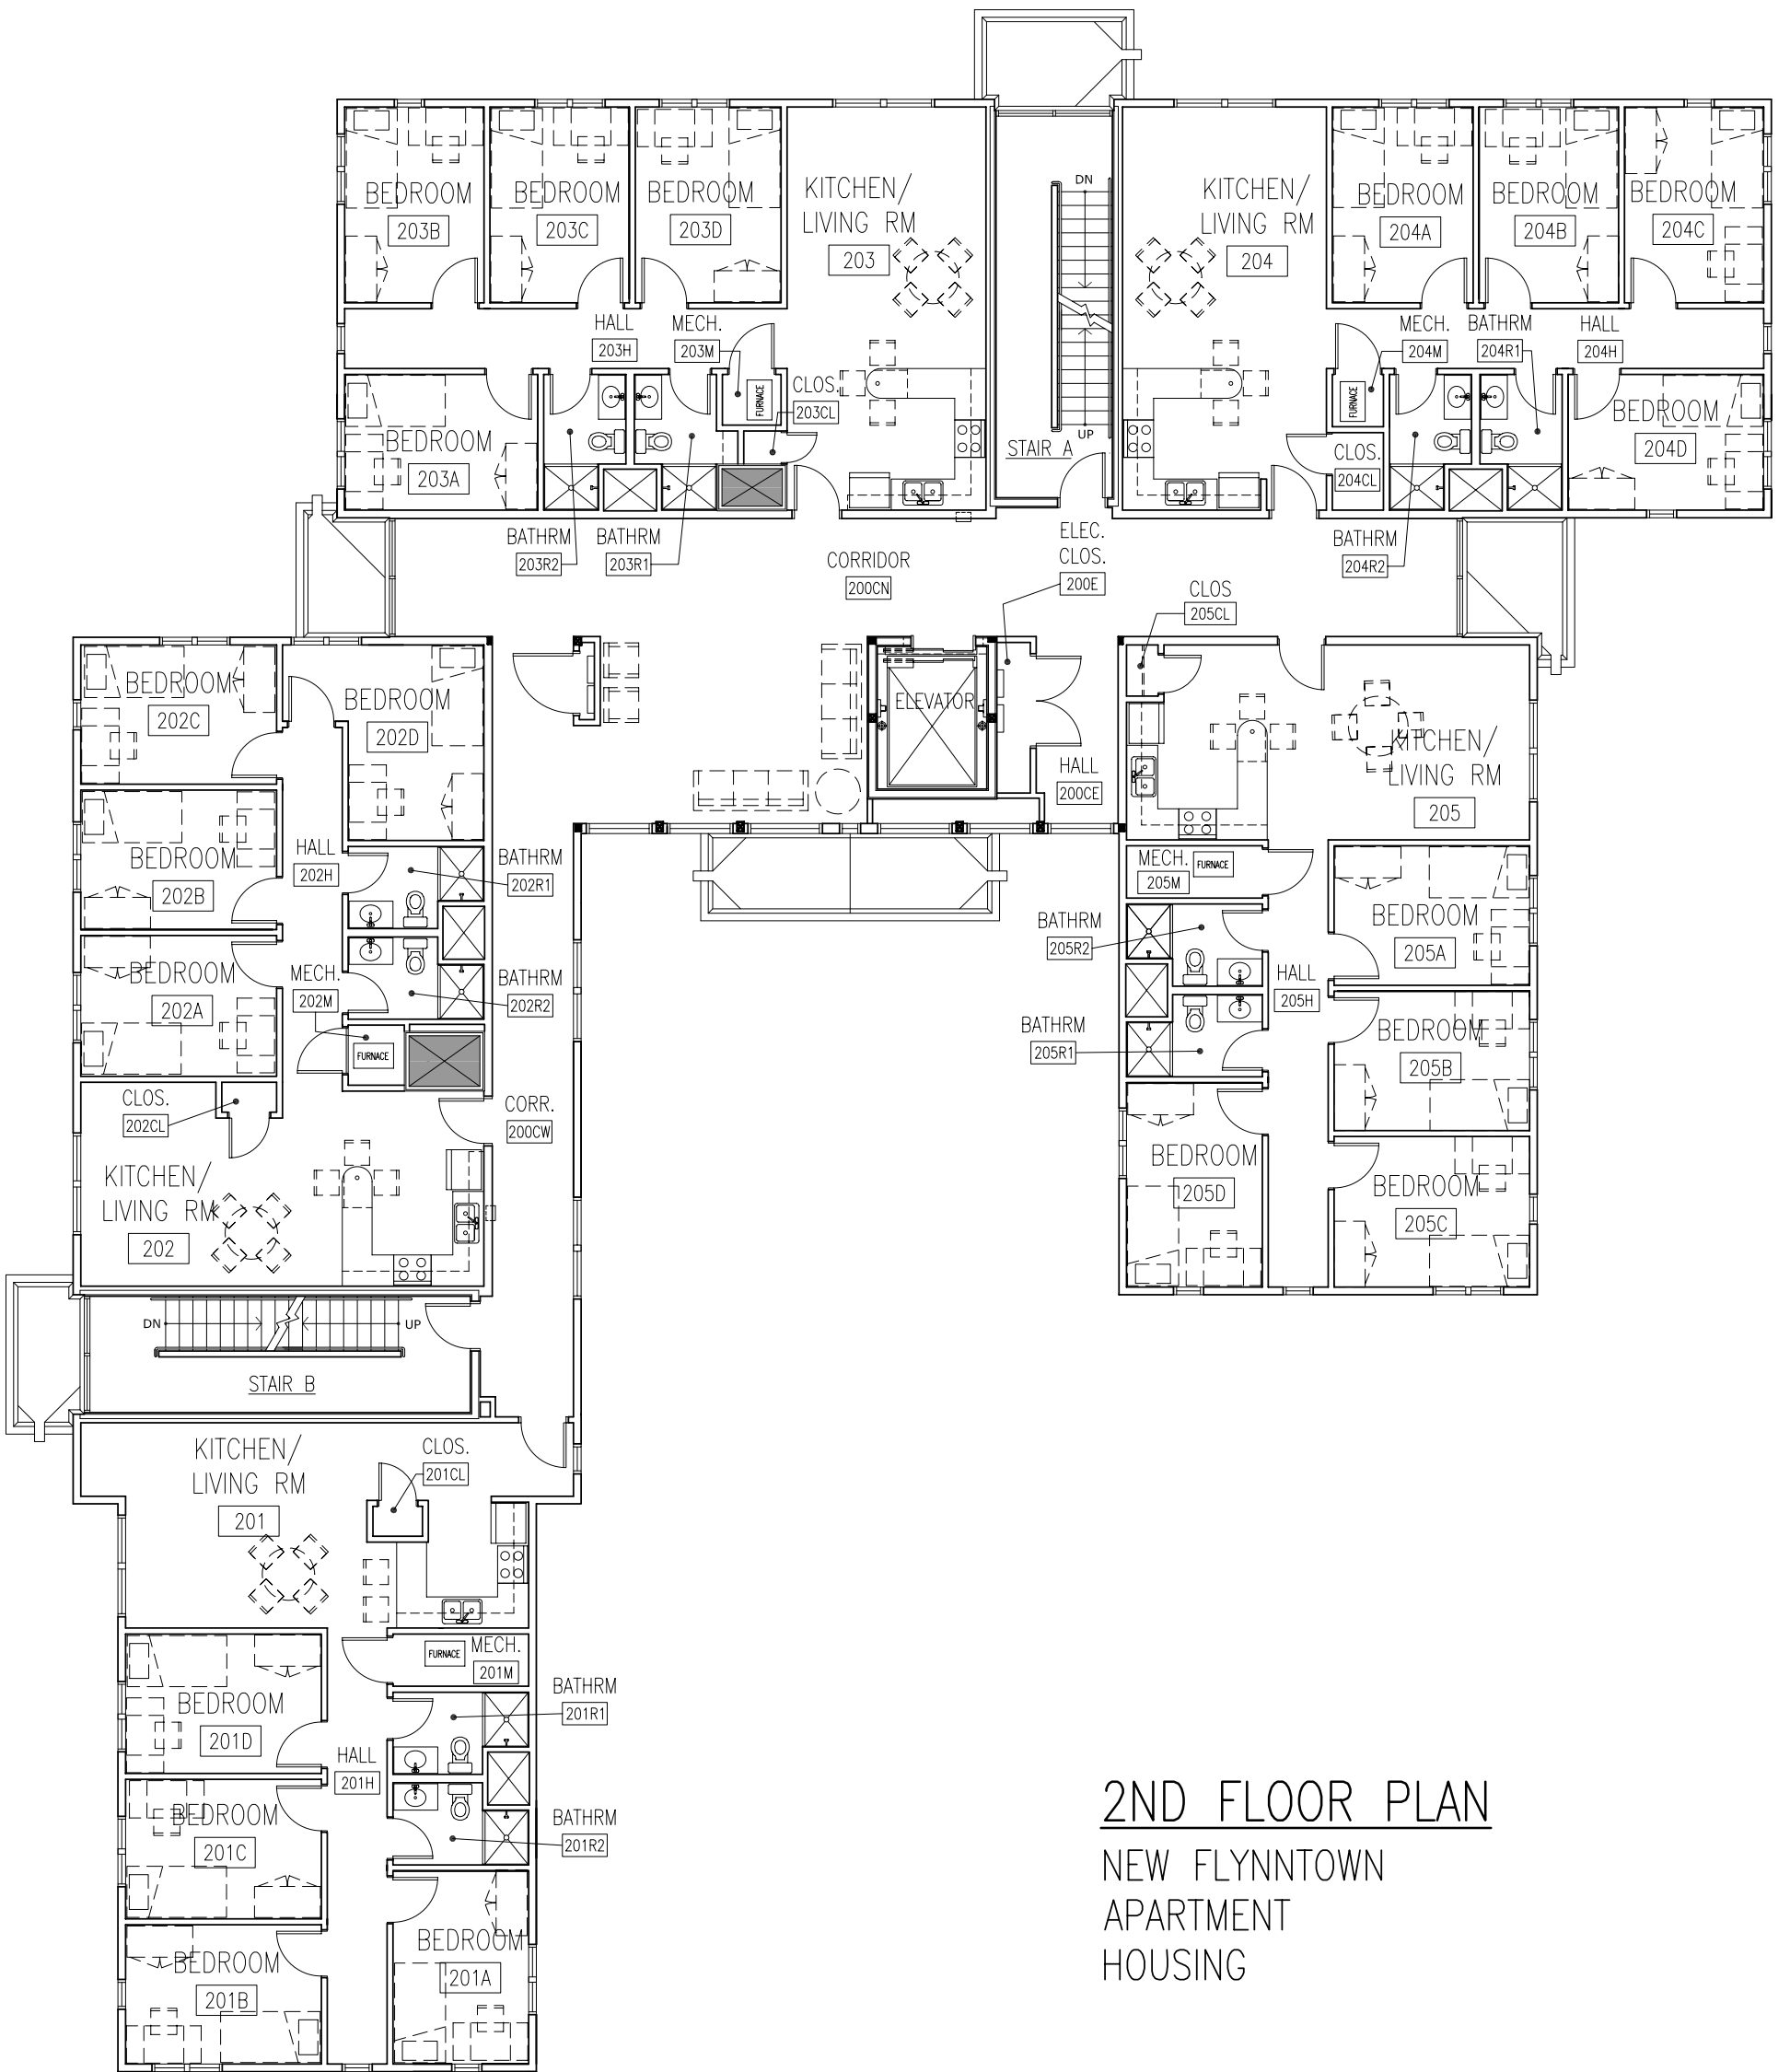 BEDROOM
203B
BEDROOM
203C
BEDROOM
203D
KITCHEN/
LIVING RM
203
DN
UP
STAIR A
KITCHEN/
LIVING RM
204
BEDROOM
204A
BEDROOM
204B
BEDROOM
204C
HALL
203H
MECH.
203M
FURNACE
CLOS.
203CL
BEDROOM
203A
MECH.
204M
BATHRM
204R1
HALL
204H
FURNACE
CLOS.
204CL
BEDROOM
204D
BATHRM
203R2
BATHRM
203R1
CORRIDOR
200CN
ELEC.
CLOS.
200E
BATHRM
204R2
CLOS
205CL
BEDROOM
202C
BEDROOM
202D
ELEVATOR
HALL
200CE
KITCHEN/
LIVING RM
205
BEDROOM
202B
HALL
202H
BATHRM
202R1
MECH.
205M
FURNACE
BATHRM
205R2
BEDROOM
205A
BEDROOM
202A
MECH.
202M
FURNACE
BATHRM
202R2
HALL
205H
BATHRM
205R1
BEDROOM
205B
CLOS.
202CL
CORR.
200CW
KITCHEN/
LIVING RM
202
BEDROOM
205D
BEDROOM
205C
DN
UP
STAIR B
KITCHEN/
LIVING RM
201
CLOS.
201CL
FURNACE
MECH.
201M
BEDROOM
201D
BATHRM
201R1
HALL
201H
BEDROOM
201C
BATHRM
201R2
BEDROOM
201B
BEDROOM
201A
2ND FLOOR PLAN
NEW FLYNNTOWN
APARTMENT
HOUSING